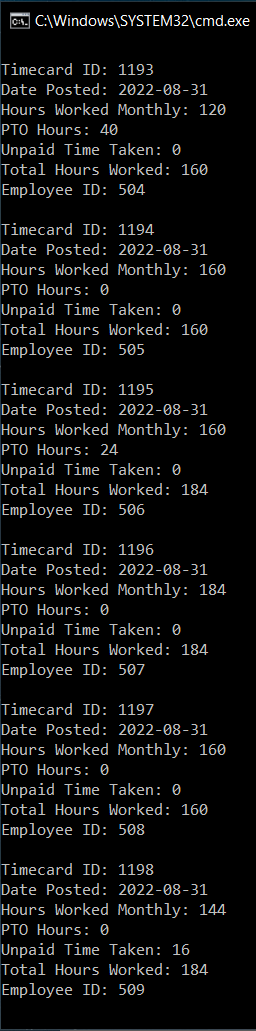 C:\Windows\SYSTEM32\cmd.exe
Timecard ID: 1193
Date Posted: 2022-08-31
Hours Worked Monthly: 120
PTO Hours: 40
Unpaid Time Taken: 0
Total Hours Worked: 160
Employee ID: 504
Timecard ID: 1194
Date Posted: 2022-08-31
Hours Worked Monthly: 160
PTO Hours: 0
Unpaid Time Taken: 0
Total Hours Worked: 160
Employee ID: 505
Timecard ID: 1195
Date Posted: 2022-08-31
Hours Worked Monthly: 160
PTO Hours: 24
Unpaid Time Taken: 0
Total Hours Worked: 184
Employee ID: 506
Timecard ID: 1196
Date Posted: 2022-08-31
Hours Worked Monthly: 184
PTO Hours: 0
Unpaid Time Taken: 0
Total Hours Worked: 184
Employee ID: 507
Timecard ID: 1197
Date Posted: 2022-08-31
Hours Worked Monthly: 160
PTO Hours: 0
Unpaid Time Taken: 0
Total Hours Worked: 160
Employee ID: 508
Timecard ID: 1198
Date Posted: 2022-08-31
Hours Worked Monthly: 144
PTO Hours: 0
Unpaid Time Taken: 16
Total Hours Worked: 184
Employee ID: 509